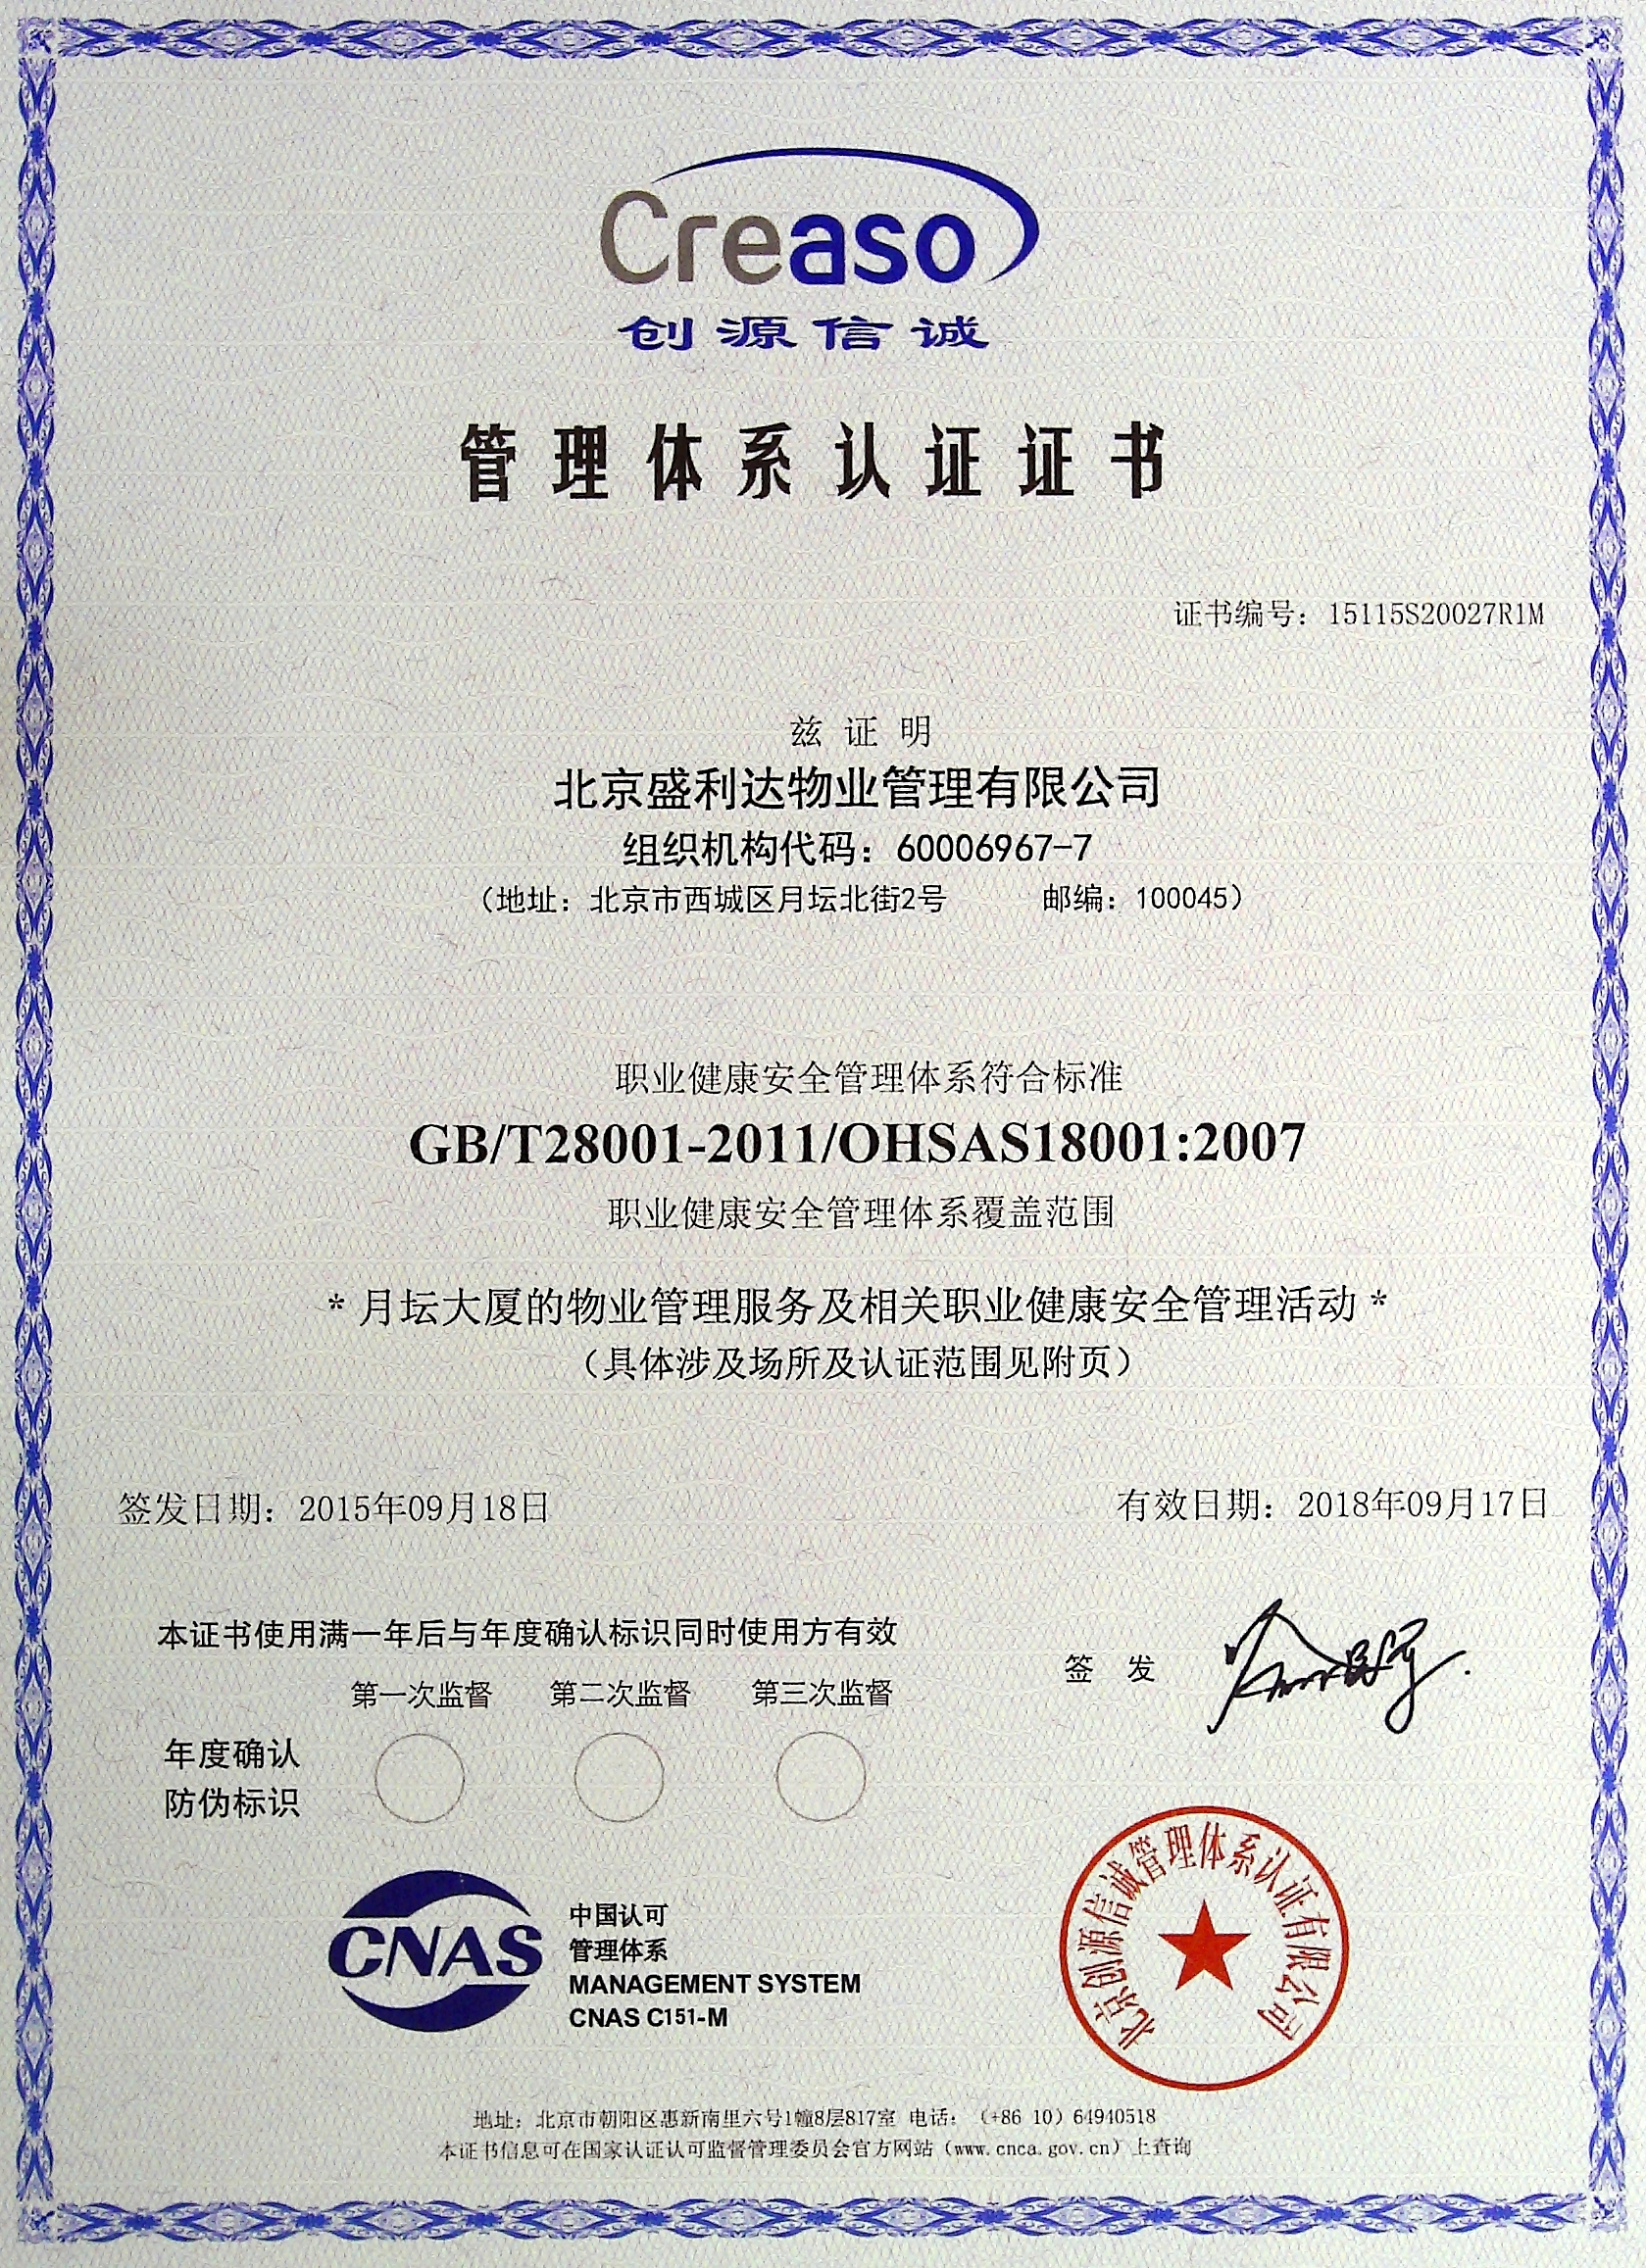 Creaso
创源信诚
管理体系认证证书
证书编号：15115S20027R1M
兹 证 明
北京盛利达物业管理有限公司
组织机构代码：60006967-7
（地址：北京市西城区月坛北街2号 邮编：100045）
职业健康安全管理体系符合标准
GB/T28001-2011/OHSAS18001:2007
职业健康安全管理体系覆盖范围
* 月坛大厦的物业管理服务及相关职业健康安全管理活动 *
（具体涉及场所及认证范围见附页）
签发日期：2015年09月18日 有效日期：2018年09月17日
本证书使用满一年后与年度确认标识同时使用方有效
签 发
第一次监督 第二次监督 第三次监督
年度确认
防伪标识
CNAS
中国认可
管理体系
MANAGEMENT SYSTEM
CNAS C151-M
北京创源信诚管理体系认证有限公司
地址：北京市朝阳区惠新南里六号1幢8层817室 电话：（+86 10）64940518
本证书信息可在国家认证认可监督管理委员会官方网站（www.cnca.gov.cn）上查询